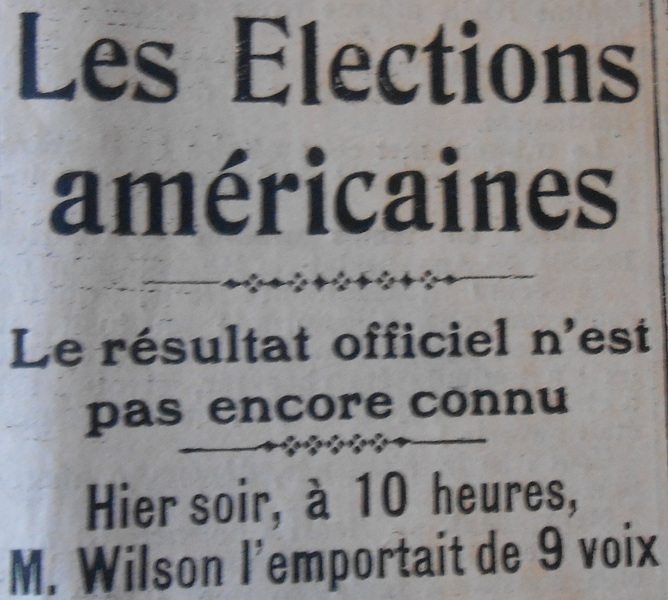 Les Elections
américaines
Le résultat officiel n'est
pas encore connu
Hier soir, à 10 heures,
M. Wilson l'emportait de 9 voix